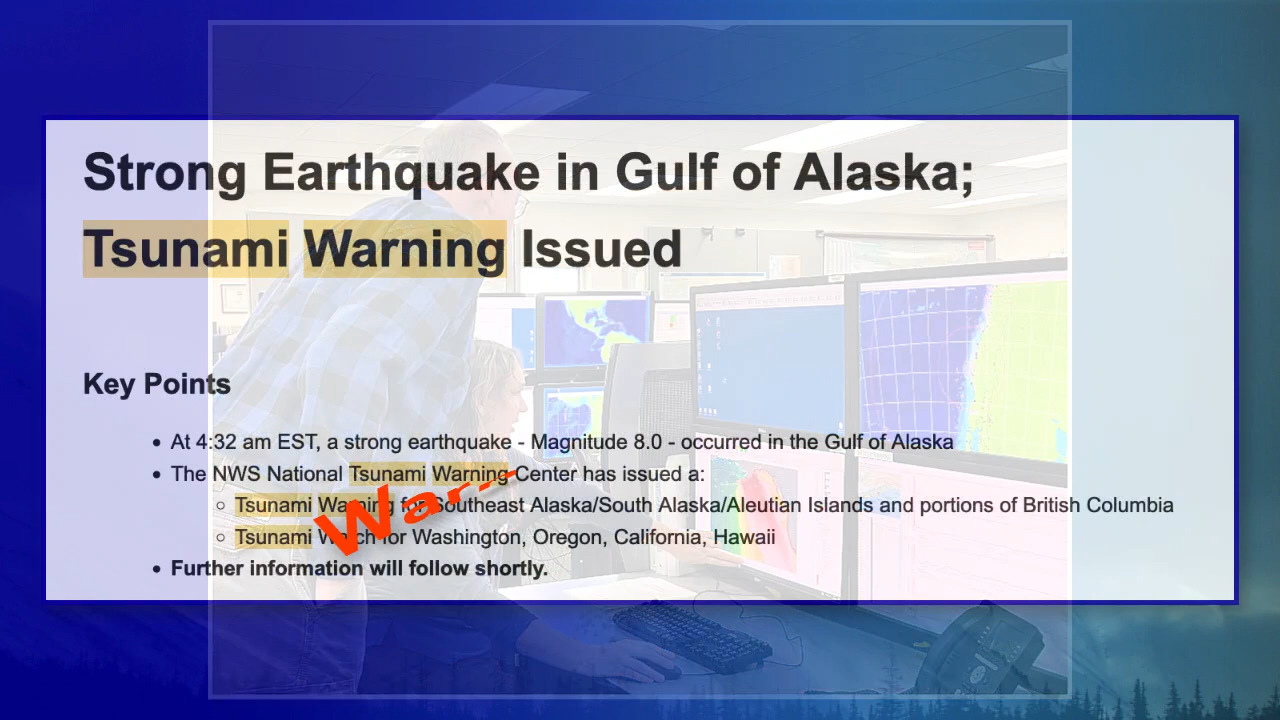 Strong Earthquake in Gulf of Alaska;
Tsunami Warning Issued
Key Points
At 4:32 am EST, a strong earthquake - Magnitude 8.0 - occurred in the Gulf of Alaska
The NWS National Tsunami Warning Center has issued a:
Tsunami Warning for Southeast Alaska/South Alaska/Aleutian Islands and portions of British Columbia
Tsunami Watch for Washington, Oregon, California, Hawaii
Further information will follow shortly.